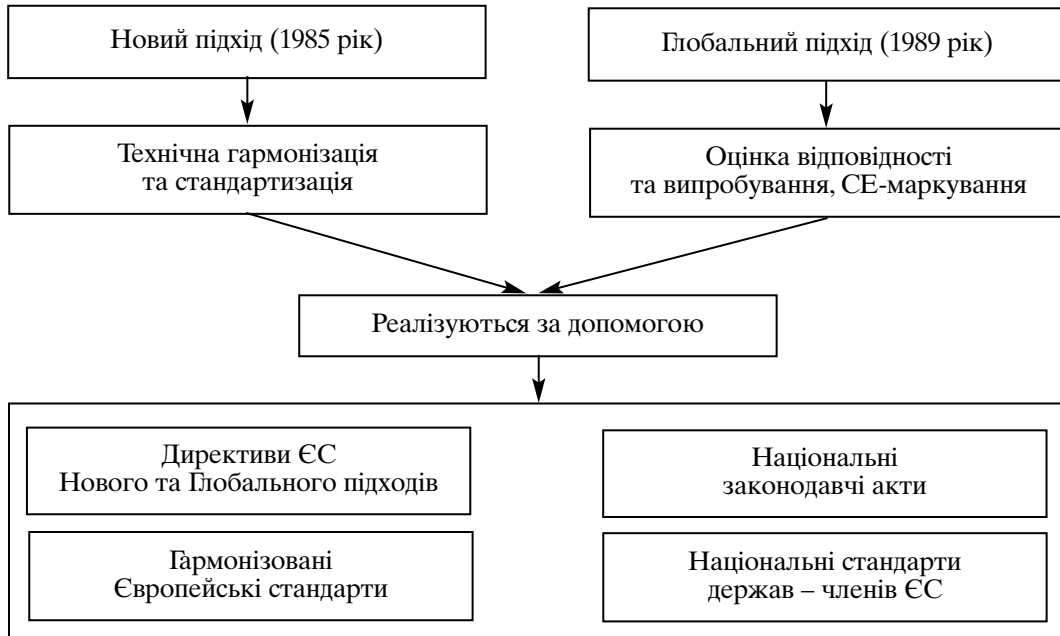 Новий підхід (1985 рік)
Глобальний підхід (1989 рік)
Технічна гармонізація
та стандартизація
Оцінка відповідності
та випробування, СЕ-маркування
Реалізуються за допомогою
Директиви ЄС
Нового та Глобального підходів
Національні
законодавчі акти
Гармонізовані
Європейські стандарти
Національні стандарти
держав – членів ЄС